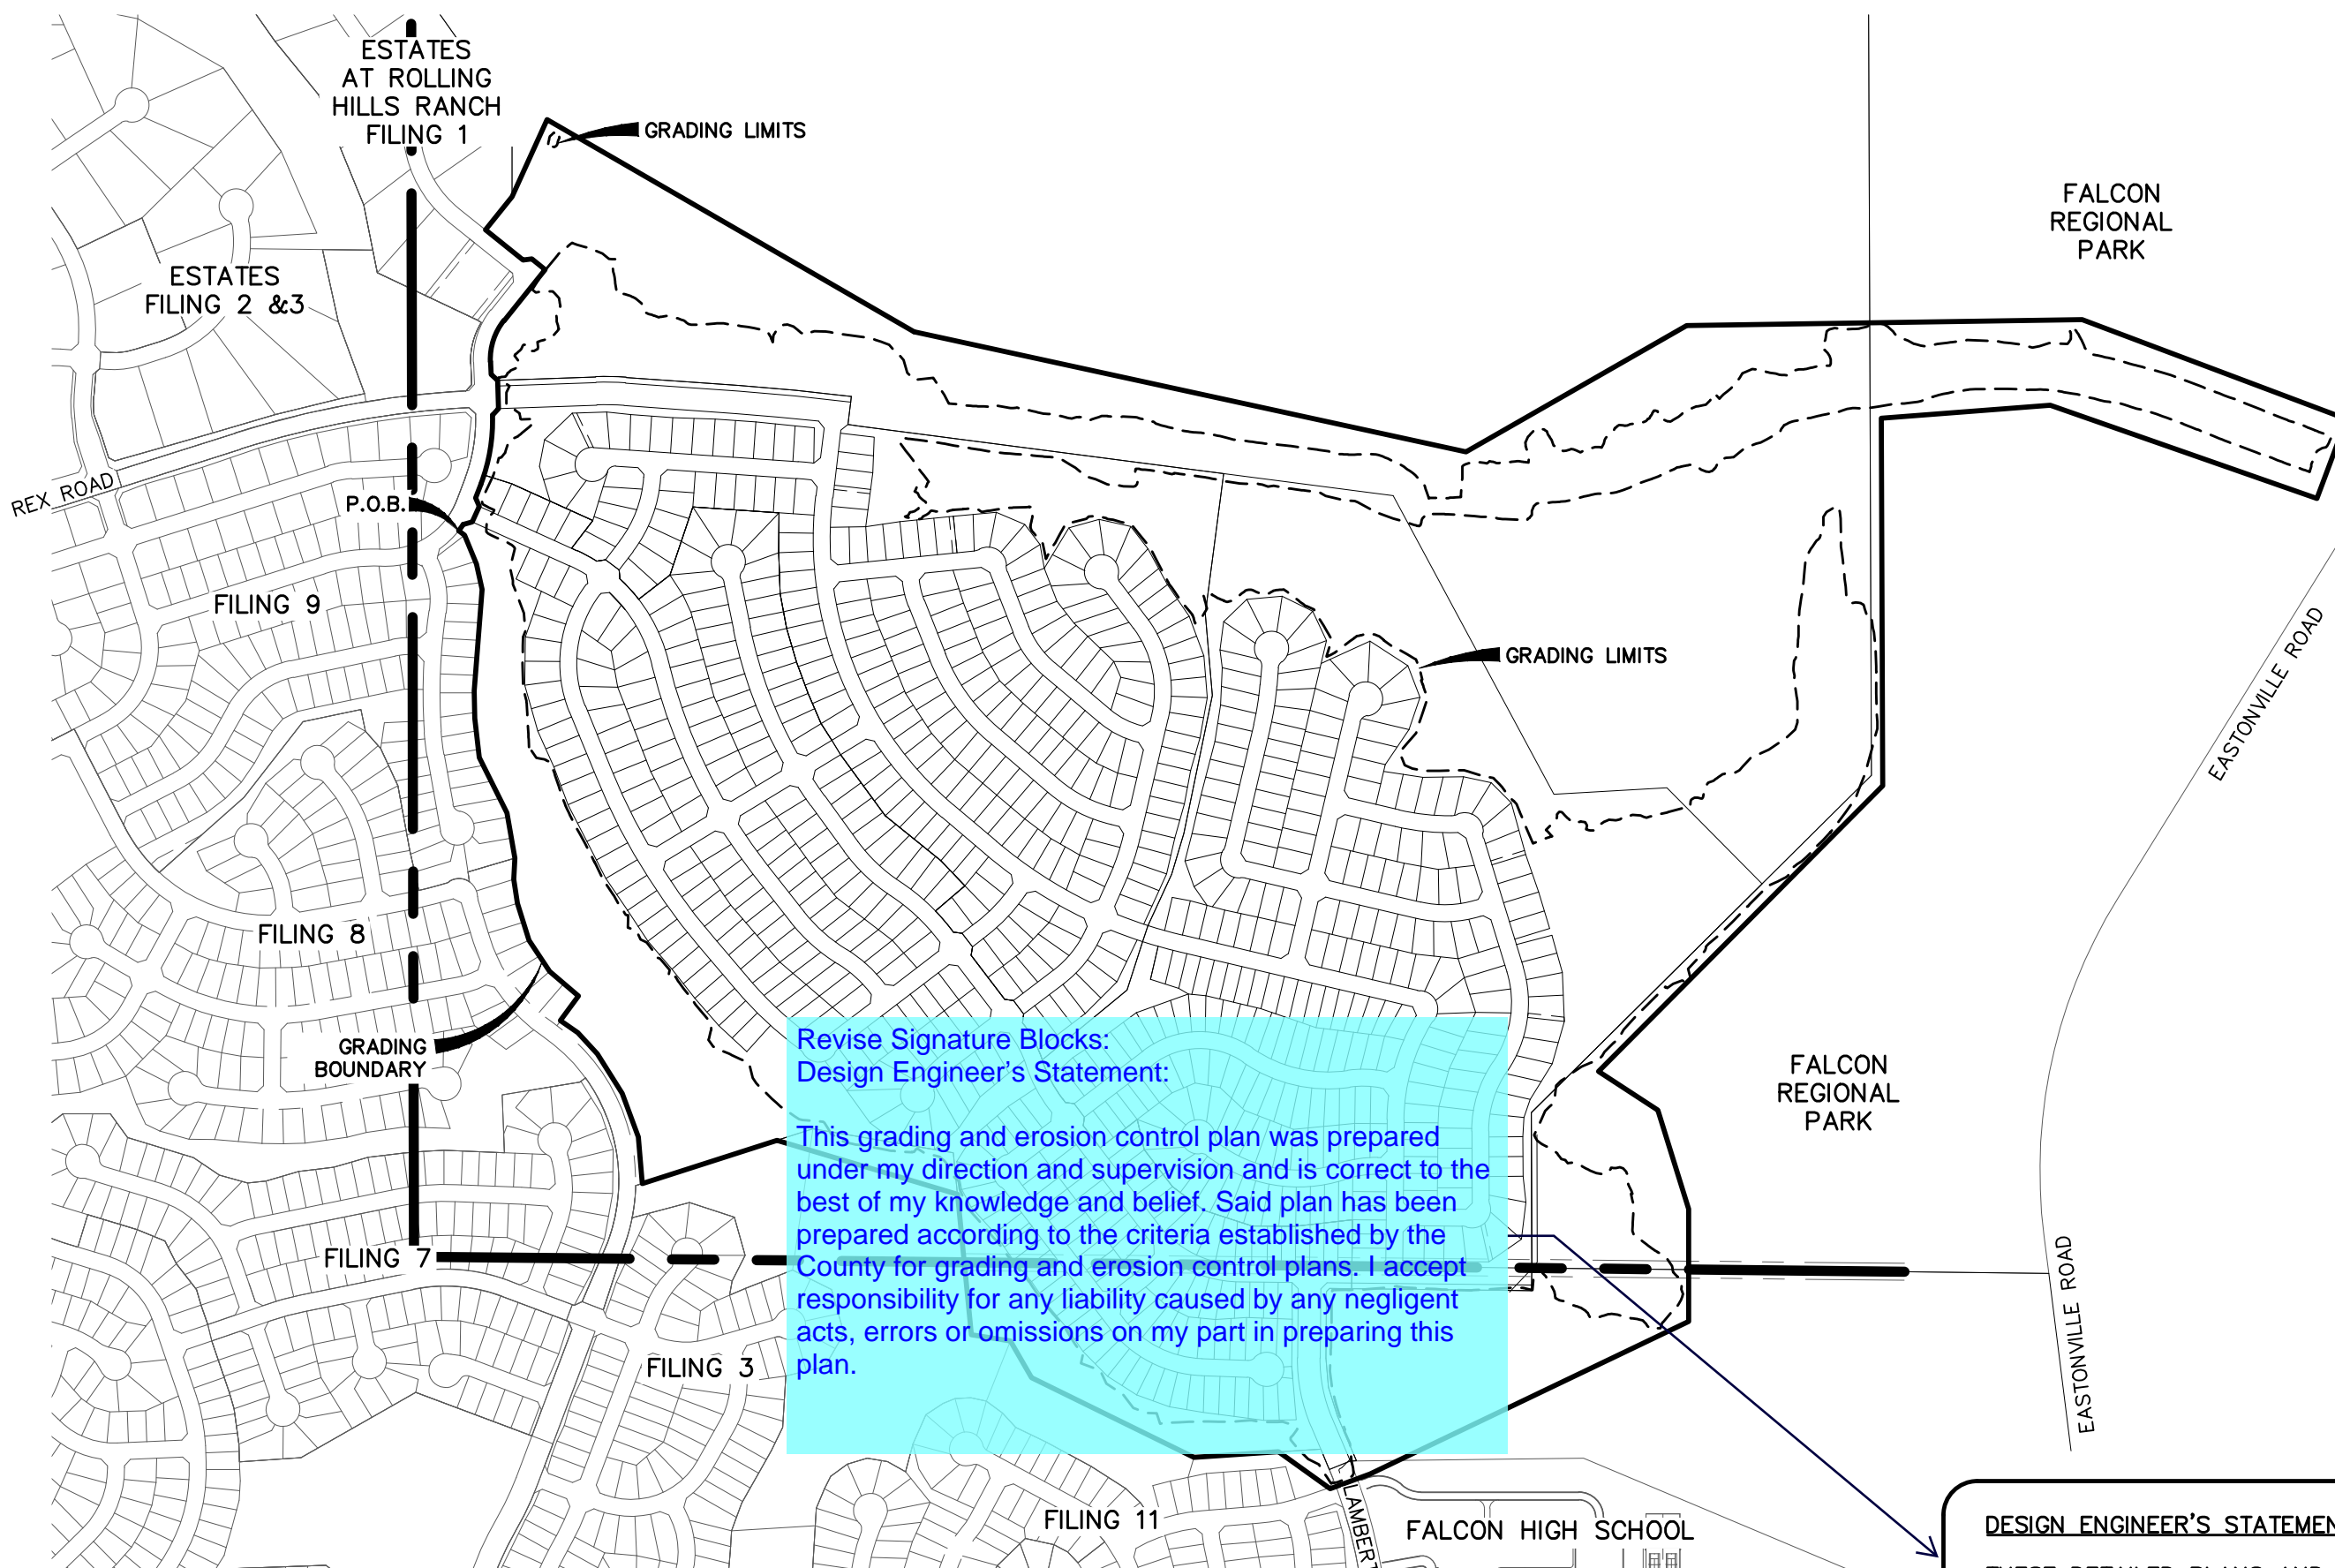 ESTATES
AT ROLLING
HILLS RANCH
FILING 1
GRADING LIMITS
FALCON
REGIONAL
PARK
ESTATES
FILING 2 &3
REX ROAD
P.O.B.
FILING 9
GRADING LIMITS
EASTONVILLE ROAD
FILING 8
GRADING
BOUNDARY
Revise Signature Blocks:
Design Engineer’s Statement:
This grading and erosion control plan was prepared
under my direction and supervision and is correct to the
best of my knowledge and belief. Said plan has been
prepared according to the criteria established by the
County for grading and erosion control plans. I accept
responsibility for any liability caused by any negligent
acts, errors or omissions on my part in preparing this
plan.
FALCON
REGIONAL
PARK
FILING 7
EASTONVILLE ROAD
FILING 3
FILING 11
LAMBERT
FALCON HIGH SCHOOL
DESIGN ENGINEER'S STATEMEN